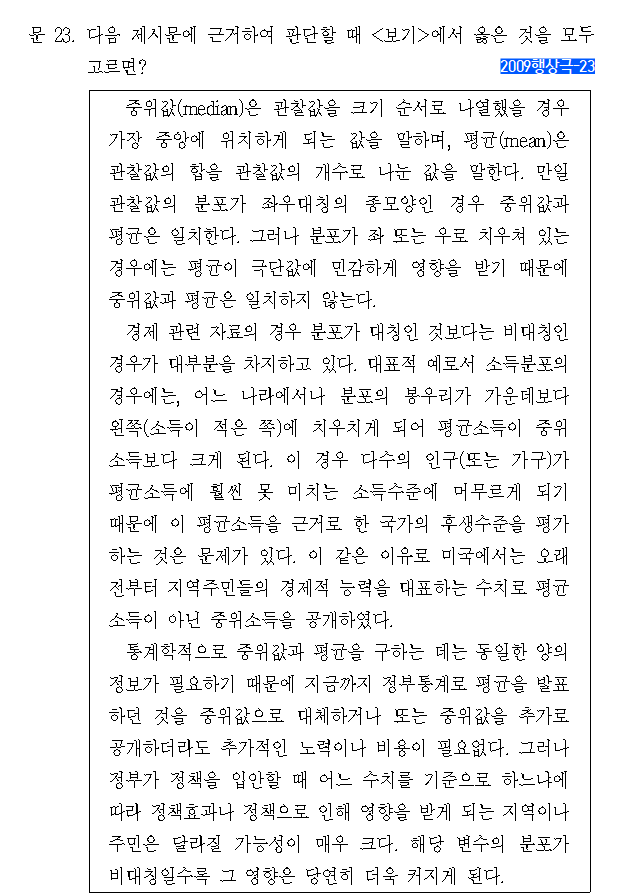 문 23. 다음 제시문에 근거하여 판단할 때 <보기>에서 옳은 것을 모두
고르면?
2009행상극-23
중위값(median)은 관찰값을 크기 순서로 나열했을 경우
가장 중앙에 위치하게 되는 값을 말하며, 평균(mean)은
관찰값의 합을 관찰값의 개수로 나눈 값을 말한다. 만일
관찰값의 분포가 좌우대칭의 종모양인 경우 중위값과
평균은 일치한다. 그러나 분포가 좌 또는 우로 치우쳐 있는
경우에는 평균이 극단값에 민감하게 영향을 받기 때문에
중위값과 평균은 일치하지 않는다.
경제 관련 자료의 경우 분포가 대칭인 것보다는 비대칭인
경우가 대부분을 차지하고 있다. 대표적 예로서 소득분포의
경우에는, 어느 나라에서나 분포의 봉우리가 가운데보다
왼쪽(소득이 적은 쪽)에 치우치게 되어 평균소득이 중위
소득보다 크게 된다. 이 경우 다수의 인구(또는 가구)가
평균소득에 훨씬 못 미치는 소득수준에 머무르게 되기
때문에 이 평균소득을 근거로 한 국가의 후생수준을 평가
하는 것은 문제가 있다. 이 같은 이유로 미국에서는 오래
전부터 지역주민들의 경제적 능력을 대표하는 수치로 평균
소득이 아닌 중위소득을 공개하였다.
통계학적으로 중위값과 평균을 구하는 데는 동일한 양의
정보가 필요하기 때문에 지금까지 정부통계로 평균을 발표
하던 것을 중위값으로 대체하거나 또는 중위값을 추가로
공개하더라도 추가적인 노력이나 비용이 필요없다. 그러나
정부가 정책을 입안할 때 어느 수치를 기준으로 하느냐에
따라 정책효과나 정책으로 인해 영향을 받게 되는 지역이나
주민은 달라질 가능성이 매우 크다. 해당 변수의 분포가
비대칭일수록 그 영향은 당연히 더욱 커지게 된다.